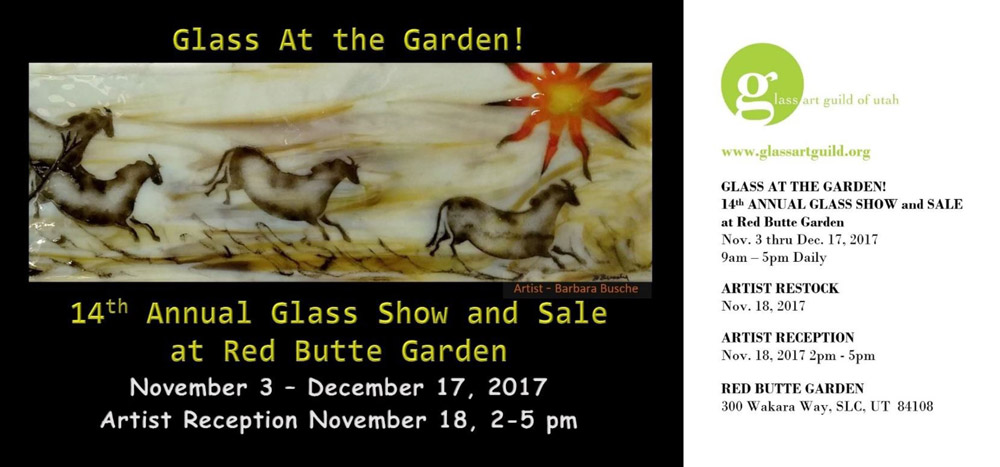 Glass At the Garden!
Artist - Barbara Busche
14th Annual Glass Show and Sale
at Red Butte Garden
November 3 – December 17, 2017
Artist Reception November 18, 2-5 pm
glass art guild of utah
www.glassartguild.org
GLASS AT THE GARDEN!
14th ANNUAL GLASS SHOW and SALE
at Red Butte Garden
Nov. 3 thru Dec. 17, 2017
9am – 5pm Daily
ARTIST RESTOCK
Nov. 18, 2017
ARTIST RECEPTION
Nov. 18, 2017 2pm - 5pm
RED BUTTE GARDEN
300 Wakara Way, SLC, UT 84108